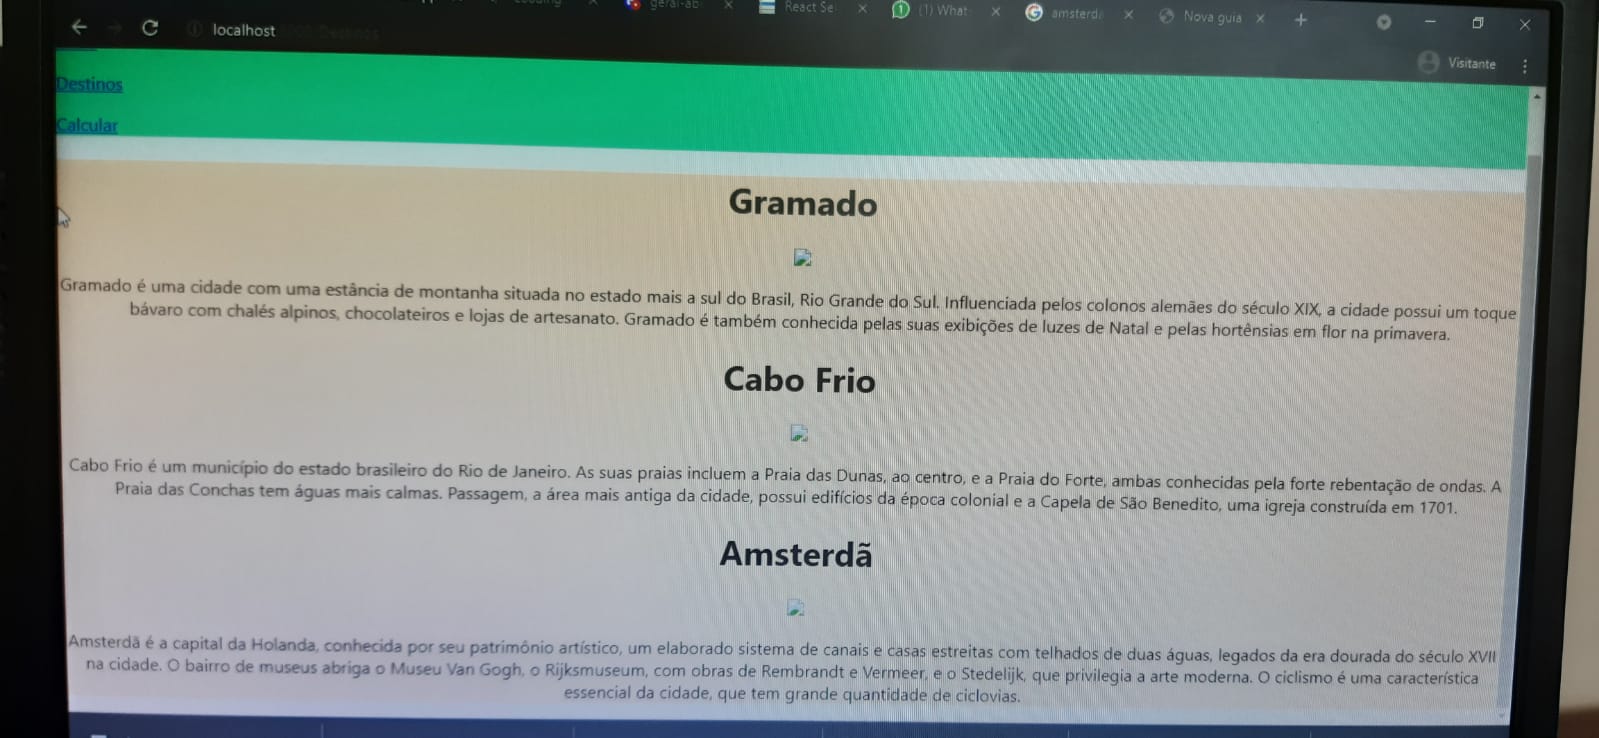 geral-ab
React Se
(1) What
amsterda
Nova guia
localhost
Visitante
Destinos
Calcular
Gramado
Gramado é uma cidade com uma estância de montanha situada no estado mais a sul do Brasil, Rio Grande do Sul. Influenciada pelos colonos alemães do século XIX, a cidade possui um toque
bávaro com chalés alpinos, chocolateiros e lojas de artesanato. Gramado é também conhecida pelas suas exibições de luzes de Natal e pelas hortênsias em flor na primavera.
Cabo Frio
Cabo Frio é um município do estado brasileiro do Rio de Janeiro. As suas praias incluem a Praia das Dunas, ao centro, e a Praia do Forte, ambas conhecidas pela forte rebentação de ondas. A
Praia das Conchas tem águas mais calmas. Passagem, a área mais antiga da cidade, possui edifícios da época colonial e a Capela de São Benedito, uma igreja construída em 1701.
Amsterdã
Amsterdã é a capital da Holanda, conhecida por seu patrimônio artístico, um elaborado sistema de canais e casas estreitas com telhados de duas águas, legados da era dourada do século XVII
na cidade. O bairro de museus abriga o Museu Van Gogh, o Rijksmuseum, com obras de Rembrandt e Vermeer, e o Stedelijk, que privilegia a arte moderna. O ciclismo é uma característica
essencial da cidade, que tem grande quantidade de ciclovias.